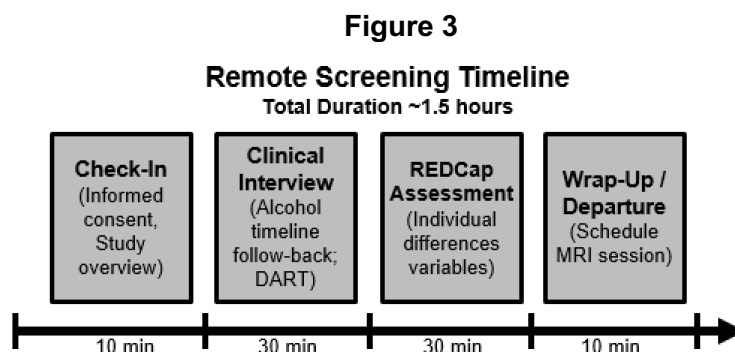 Figure 3
Remote Screening Timeline
Total Duration ~1.5 hours
Check-In
(Informed
consent,
Study
overview)
Clinical
Interview
(Alcohol
timeline
follow-back;
DART)
REDCap
Assessment
(Individual
differences
variables)
Wrap-Up /
Departure
(Schedule
MRI session)
10 min
30 min
30 min
10 min